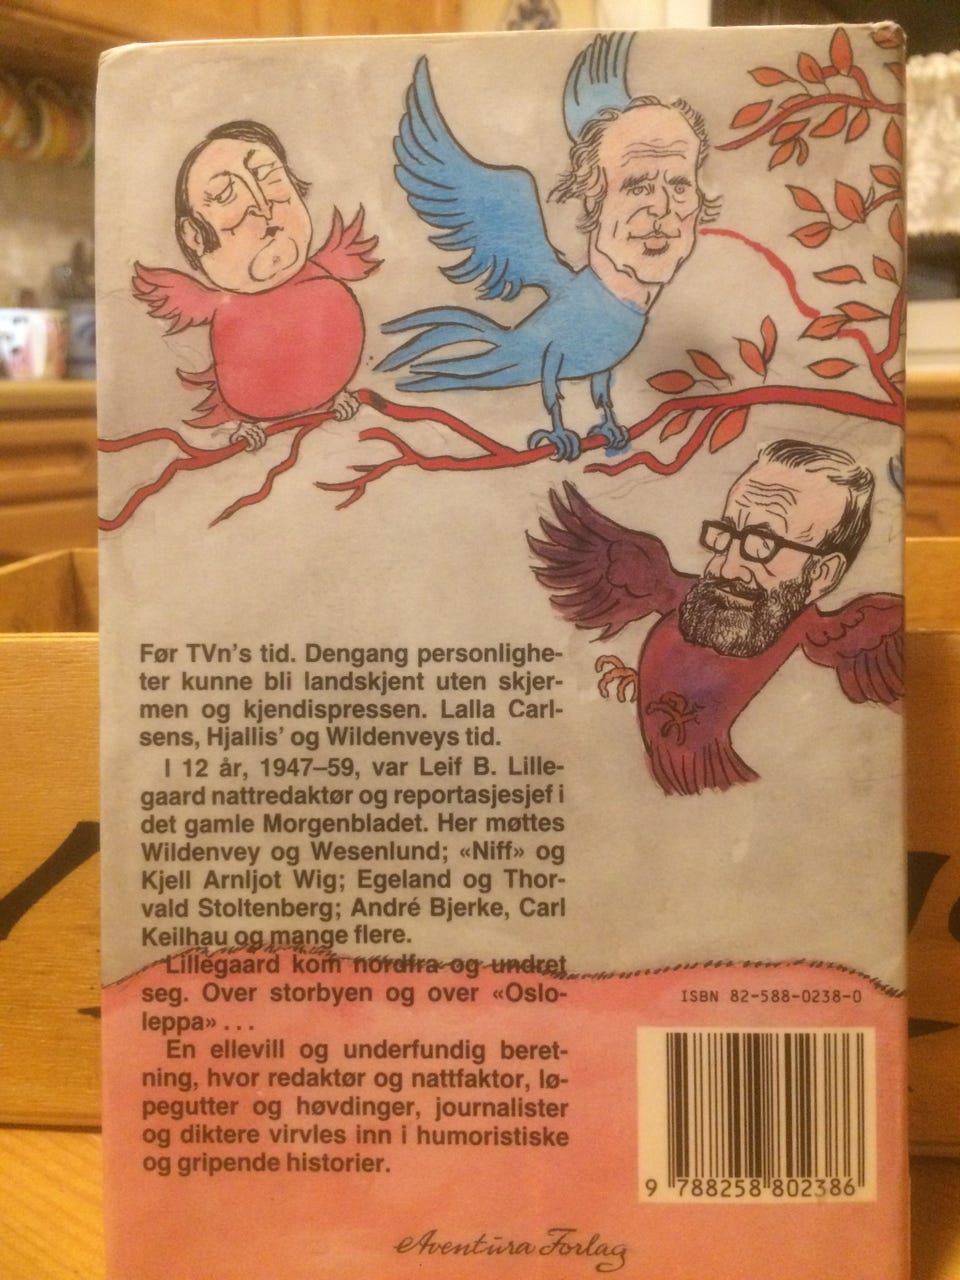 Før TVn's tid. Dengang personlighe-
ter kunne bli landskjent uten skjer-
men og kjendispressen. Lalla Carl-
sens, Hjallis' og Wildenveys tid.
I 12 år, 1947–59, var Leif B. Lille-
gaard nattredaktør og reportasjesjef i
det gamle Morgenbladet. Her møttes
Wildenvey og Wesenlund; «Niff» og
Kjell Arnljot Wig; Egeland og Thor-
vald Stoltenberg; André Bjerke, Carl
Keilhau og mange flere.
Lillegaard kom nordfra og undret
seg. Over storbyen og over «Oslo-
leppa» ...
En ellevill og underfundig beret-
ning, hvor redaktør og nattfaktor, lø-
pegutter og høvdinger, journalister
og diktere virvles inn i humoristiske
og gripende historier.
ISBN 82-588-0238-0
9 788258 802386
Aventura Forlag